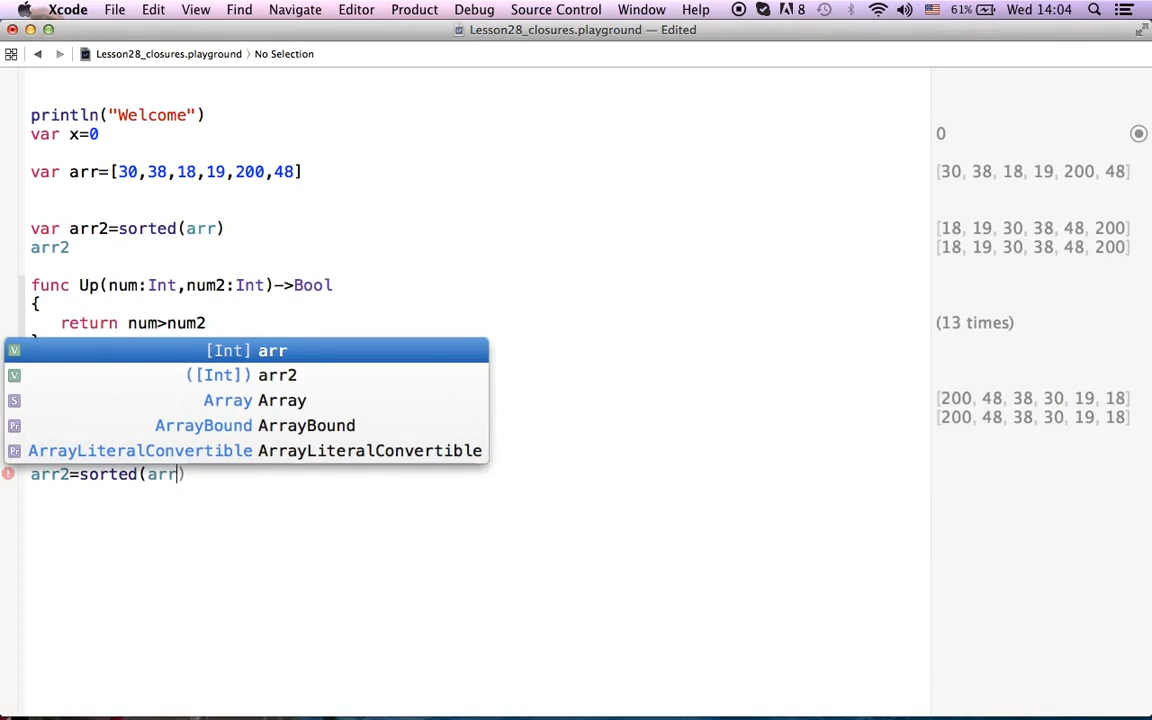 Xcode File Edit View Find Navigate Editor Product Debug Source Control Window Help 8 61% Wed 14:04
Lesson28_closures.playground — Edited
Lesson28_closures.playground No Selection
println("Welcome")
var x=0
0
var arr=[30,38,18,19,200,48]
[30, 38, 18, 19, 200, 48]
var arr2=sorted(arr)
[18, 19, 30, 38, 48, 200]
arr2
[18, 19, 30, 38, 48, 200]
func Up(num:Int,num2:Int)->Bool
{
return num>num2
(13 times)
[Int] arr
([Int]) arr2
Array Array
[200, 48, 38, 30, 19, 18]
ArrayBound ArrayBound
[200, 48, 38, 30, 19, 18]
ArrayLiteralConvertible ArrayLiteralConvertible
arr2=sorted(arr)